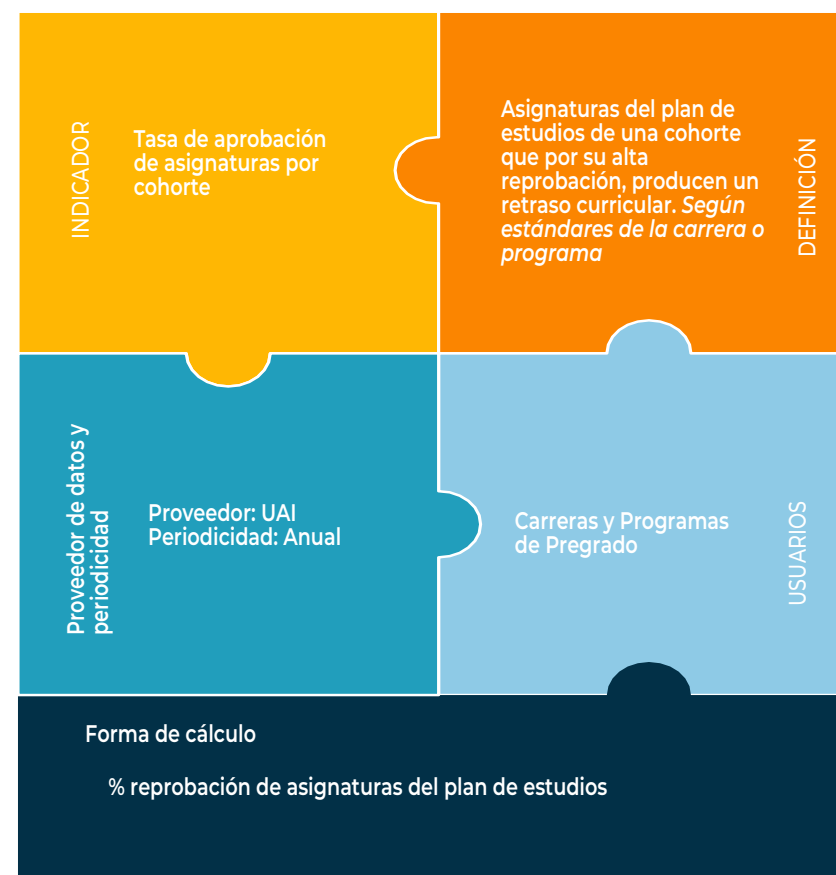 INDICADOR
Tasa de aprobación
de asignaturas por
cohorte
Asignaturas del plan de
estudios de una cohorte
que por su alta
reprobación, producen un
retraso curricular. Según
estándares de la carrera o
programa
DEFINICIÓN
Proveedor de datos y
periodicidad
Proveedor: UAI
Periodicidad: Anual
Carreras y Programas
de Pregrado
USUARIOS
Forma de cálculo
% reprobación de asignaturas del plan de estudios